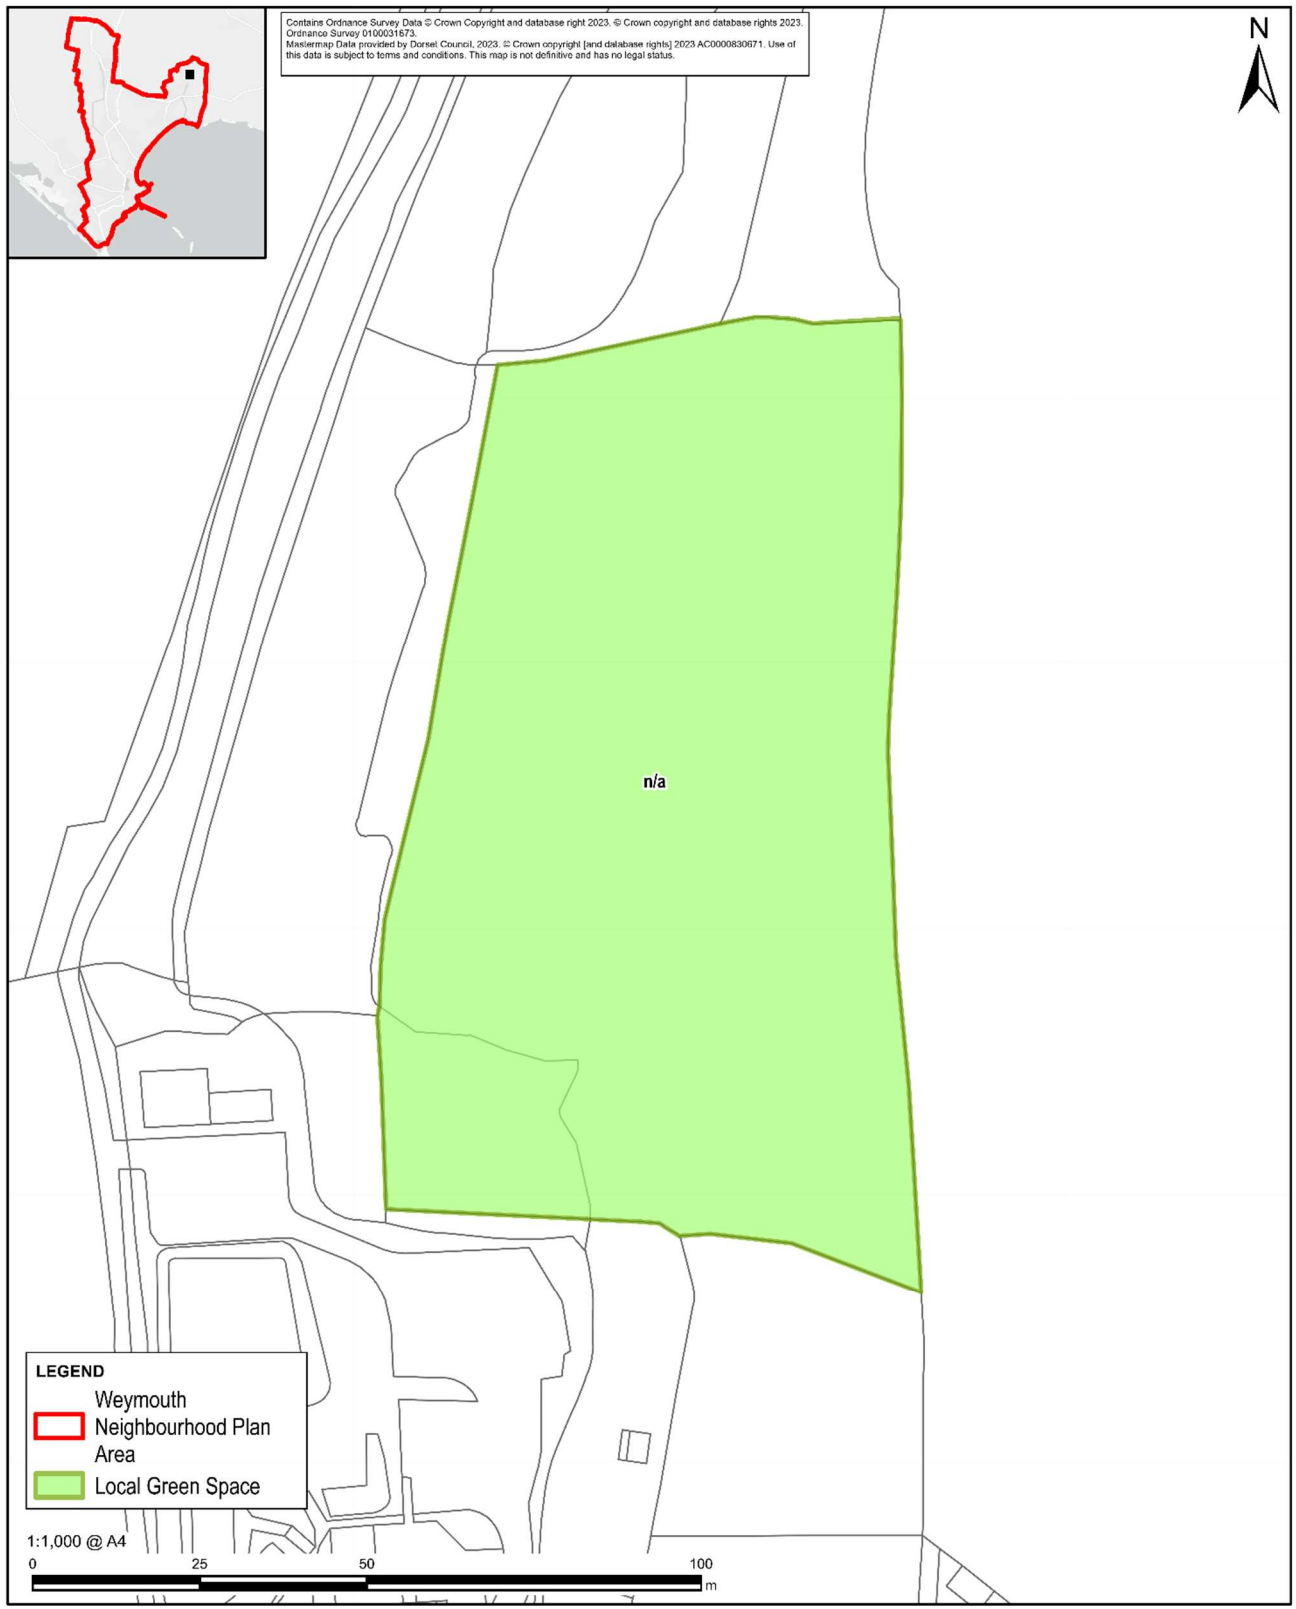 Contains Ordnance Survey Data © Crown Copyright and database right 2023. © Crown copyright and database rights 2023.
Ordnance Survey 0100031673.
Mastermap Data provided by Dorset Council, 2023. © Crown copyright [and database rights] 2023 AC0000830671. Use of
this data is subject to terms and conditions. This map is not definitive and has no legal status.
N
n/a
LEGEND
Weymouth
Neighbourhood Plan
Area
Local Green Space
1:1,000 @ A4
0 25 50 100
m